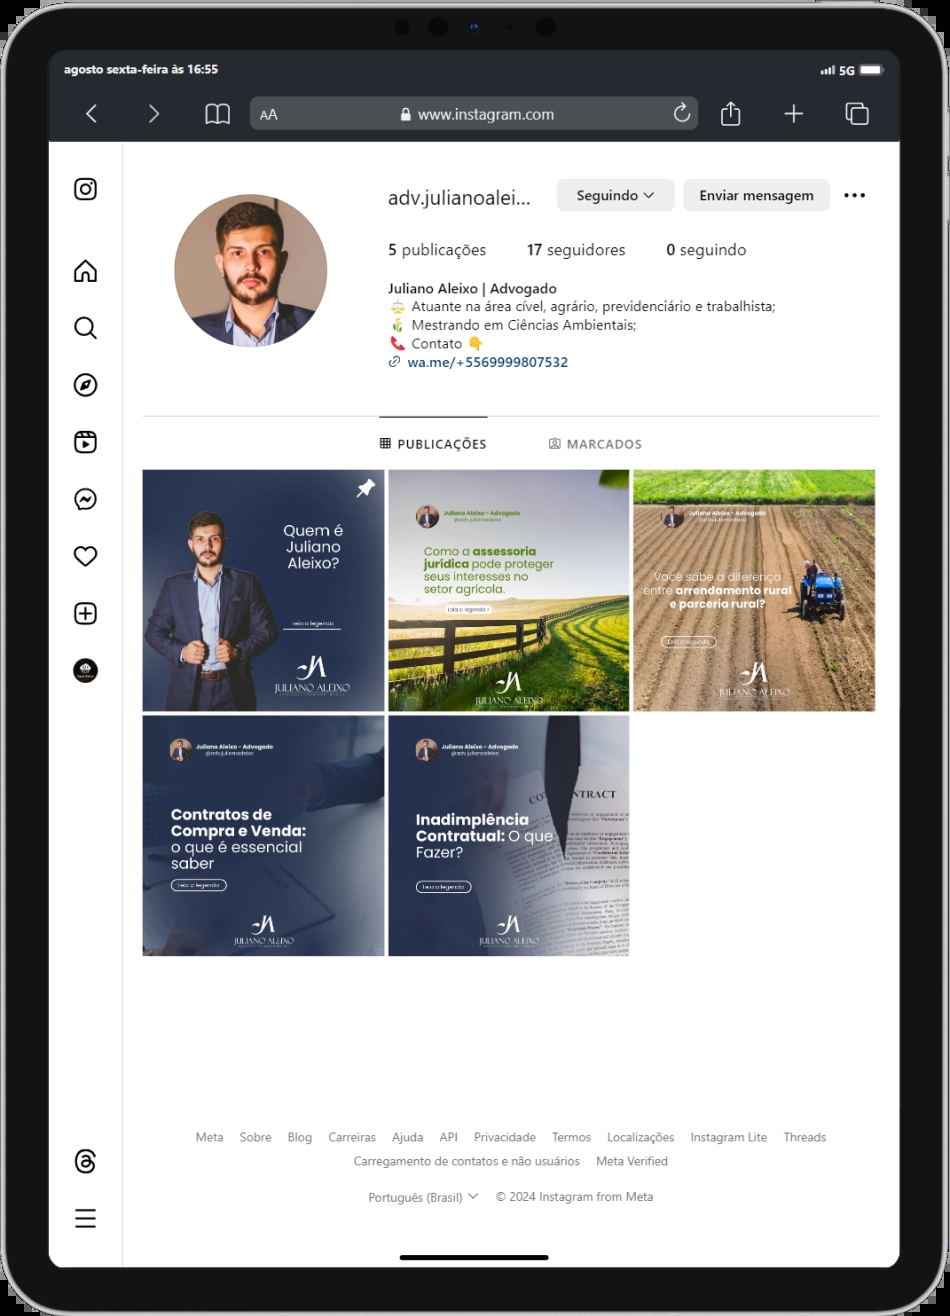 agosto sexta-feira às 16:55
5G
AA
www.instagram.com
adv.julianoalei...
Seguindo
Enviar mensagem
5 publicações
17 seguidores
0 seguindo
Juliano Aleixo | Advogado
Atuante na área cível, agrário, previdenciário e trabalhista;
Mestrando em Ciências Ambientais;
Contato
wa.me/+5569999807532
PUBLICAÇÕES
MARCADOS
Quem é
Juliano
Aleixo?
Leia a legenda
JA
JULIANO ALEIXO
Juliano Aleixo - Advogado
@adv.julianoaleixo
Como a assessoria
jurídica pode proteger
seus interesses no
setor agrícola.
Leia a legenda >
JA
JULIANO ALEIXO
Juliano Aleixo - Advogado
@adv.julianoaleixo
Você sabe a diferença
entre arrendamento rural
e parceria rural?
Leia a legenda
JA
JULIANO ALEIXO
Juliano Aleixo - Advogado
@adv.julianoaleixo
Contratos de
Compra e Venda:
o que é essencial
saber
Leia a legenda
JA
JULIANO ALEIXO
Juliano Aleixo - Advogado
@adv.julianoaleixo
Inadimplência
Contratual: O que
Fazer?
Leia a legenda
JA
JULIANO ALEIXO
Meta
Sobre
Blog
Carreiras
Ajuda
API
Privacidade
Termos
Localizações
Instagram Lite
Threads
Carregamento de contatos e não usuários
Meta Verified
Português (Brasil)
© 2024 Instagram from Meta